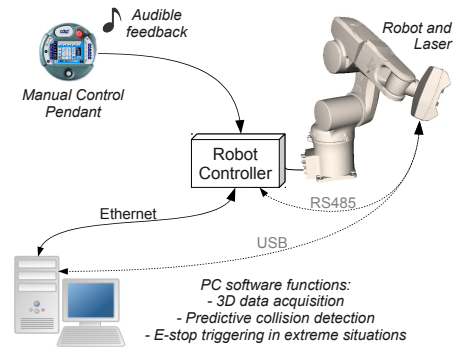 Audible
feedback
Robot and
Laser
Manual Control
Pendant
Robot
Controller
RS485
Ethernet
USB
PC software functions:
- 3D data acquisition
- Predictive collision detection
- E-stop triggering in extreme situations